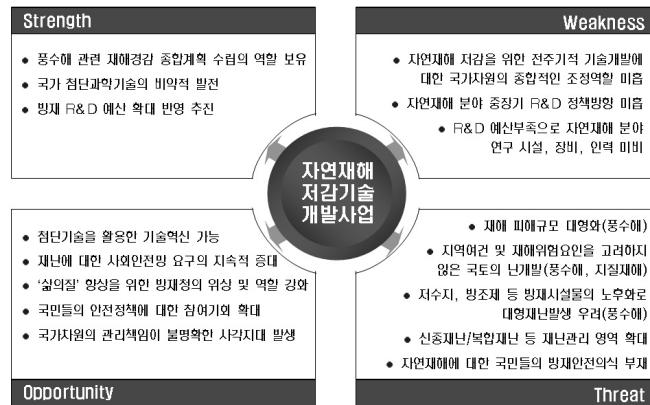 Strength
• 풍수해 관련 재해경감 종합계획 수립의 역할 보유
• 국가 첨단과학기술의 비약적 발전
• 방재 R&D 예산 확대 반영 추진
Weakness
• 자연재해 저감을 위한 전주기적 기술개발에
대한 국가차원의 종합적인 조정역할 미흡
• 자연재해 분야 중장기 R&D 정책방향 미흡
• R&D 예산부족으로 자연재해 분야
연구 시설, 장비, 인력 미비
자연재해
저감기술
개발사업
• 첨단기술을 활용한 기술혁신 가능
• 재난에 대한 사회안전망 요구의 지속적 증대
• ‘삶의질’ 향상을 위한 방재청의 위상 및 역할 강화
• 국민들의 안전정책에 대한 참여기회 확대
• 국가차원의 관리책임이 불명확한 사각지대 발생
Opportunity
• 재해 피해규모 대형화(풍수해)
• 지역여건 및 재해위험요인을 고려하지
않은 국토의 난개발(풍수해, 지질재해)
• 저수지, 방조제 등 방재시설물의 노후화로
대형재난발생 우려(풍수해)
• 신종재난/복합재난 등 재난관리 영역 확대
• 자연재해에 대한 국민들의 방재안전의식 부재
Threat